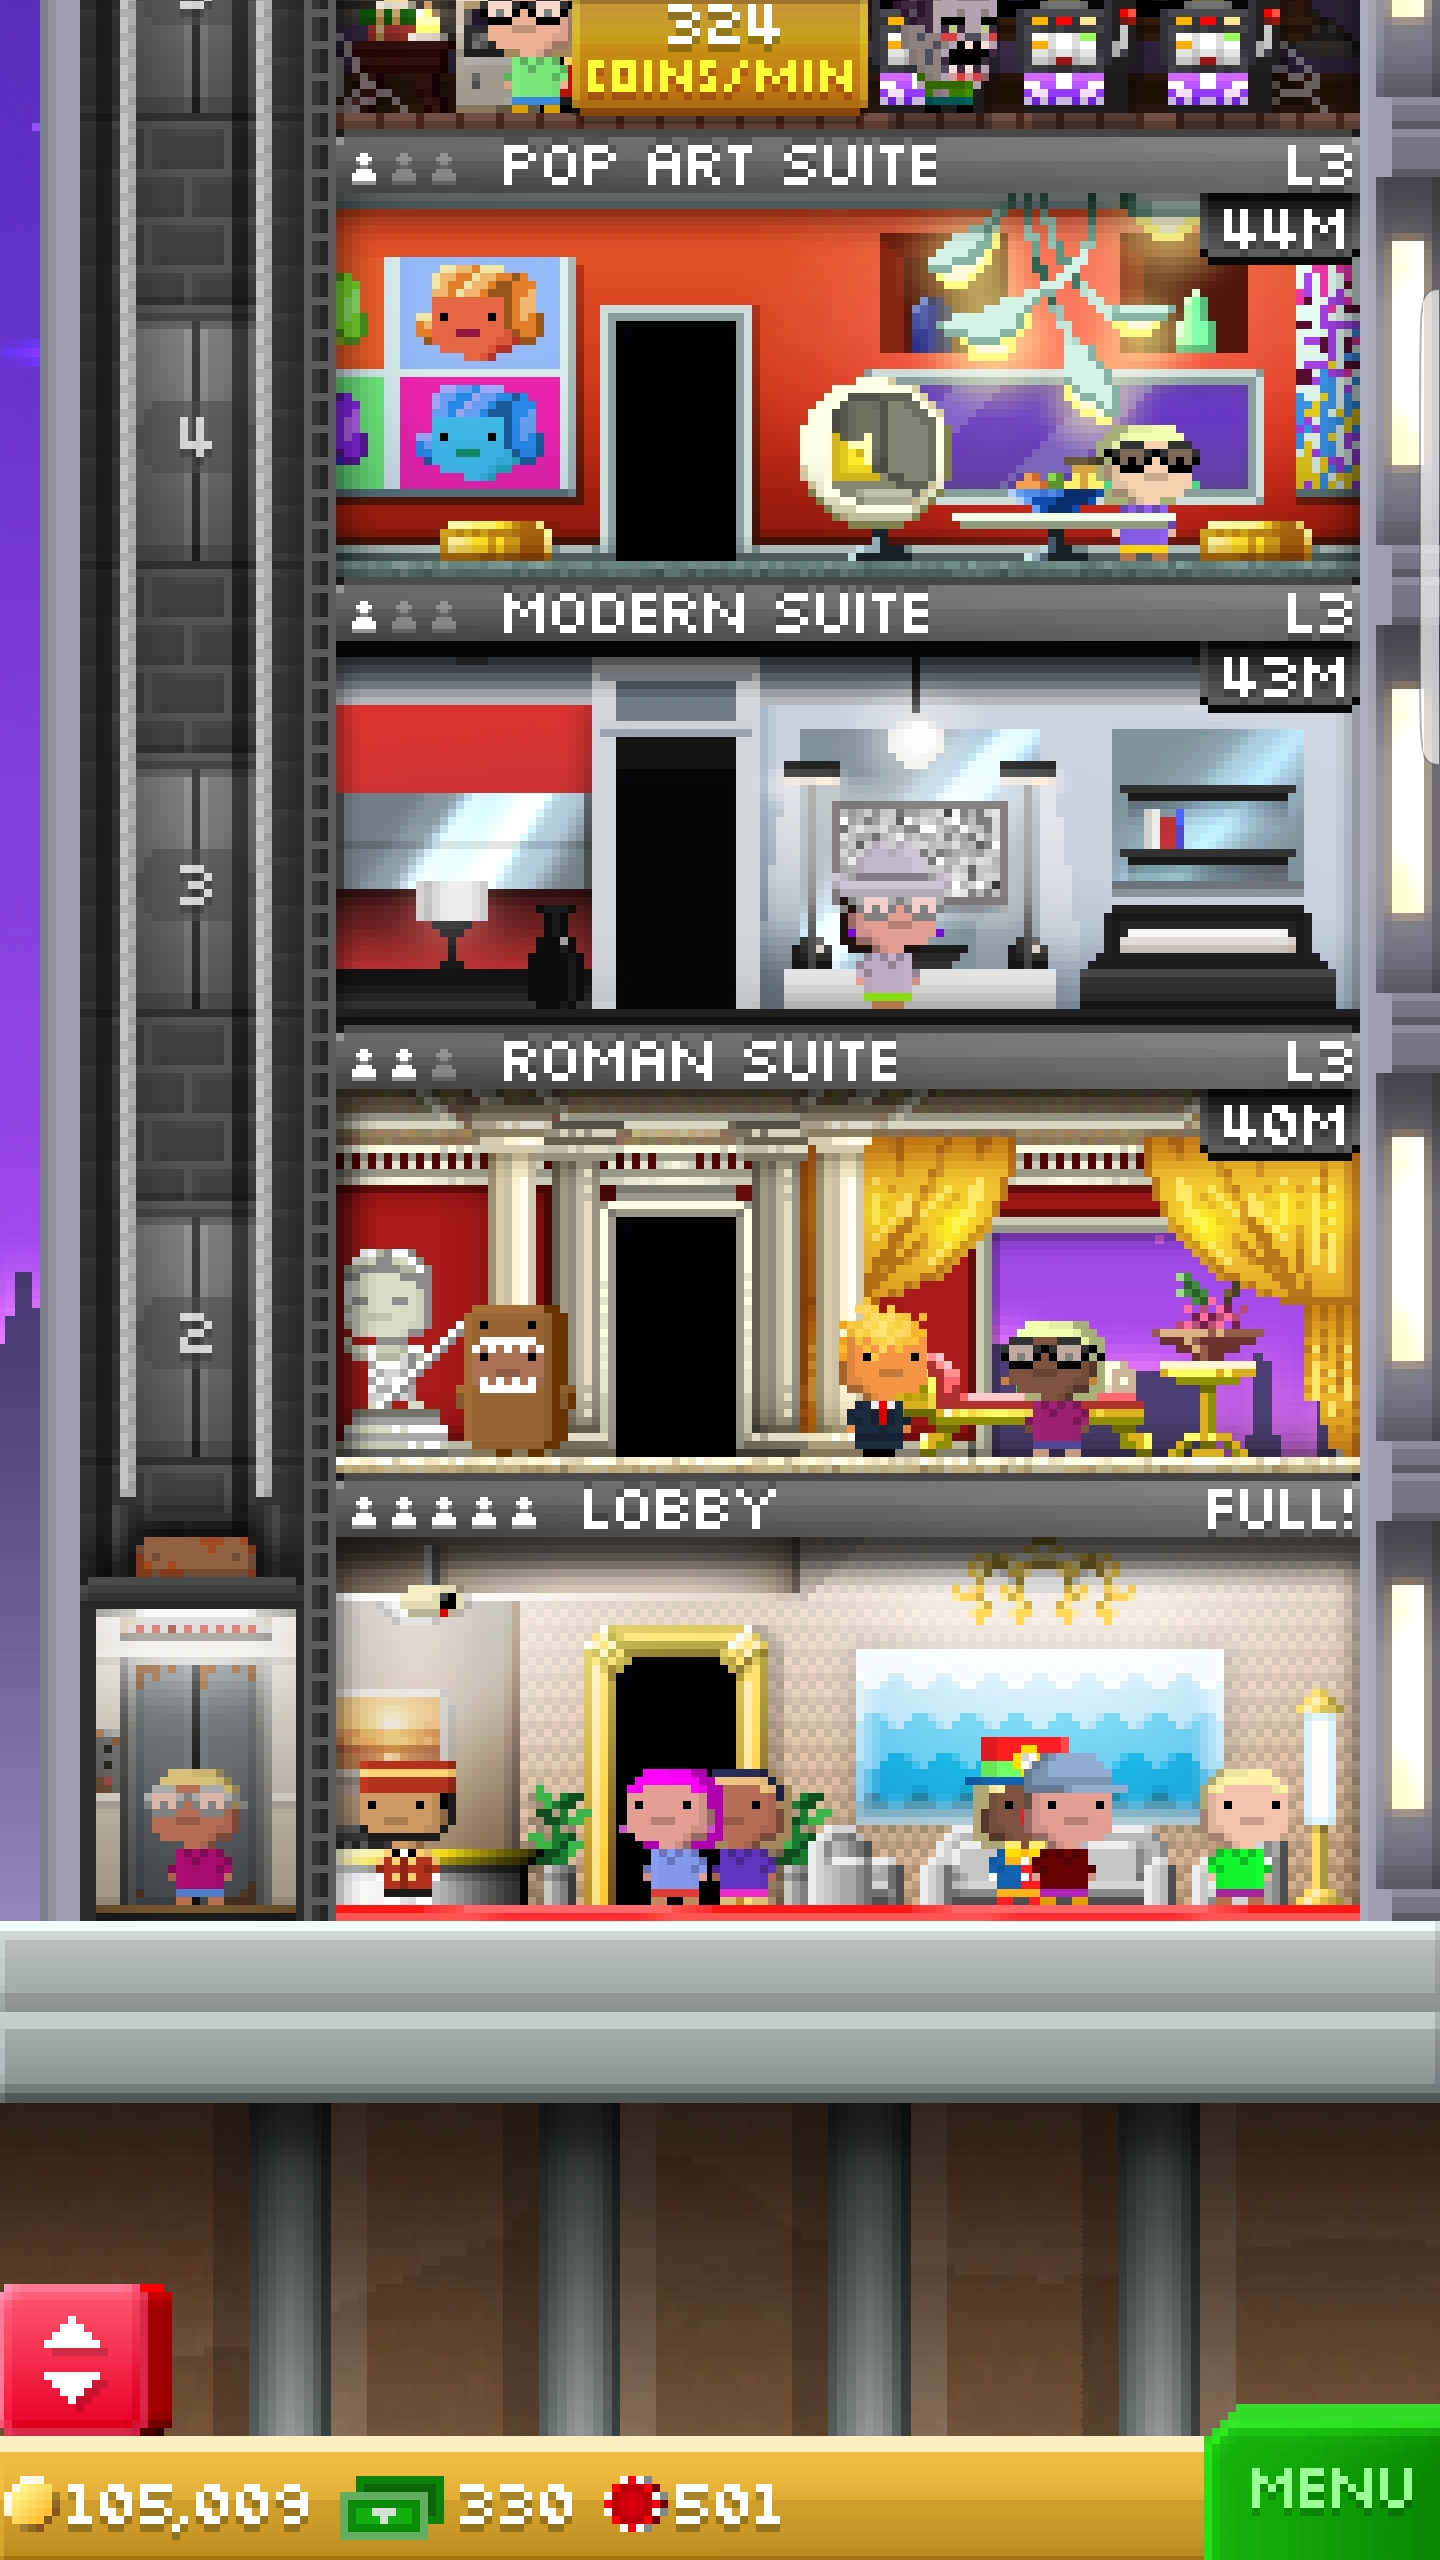 324
COINS/MIN
POP ART SUITE L3
44M
4
MODERN SUITE L3
43M
3
ROMAN SUITE L3
40M
2
LOBBY FULL!
105,009 330 501
MENU